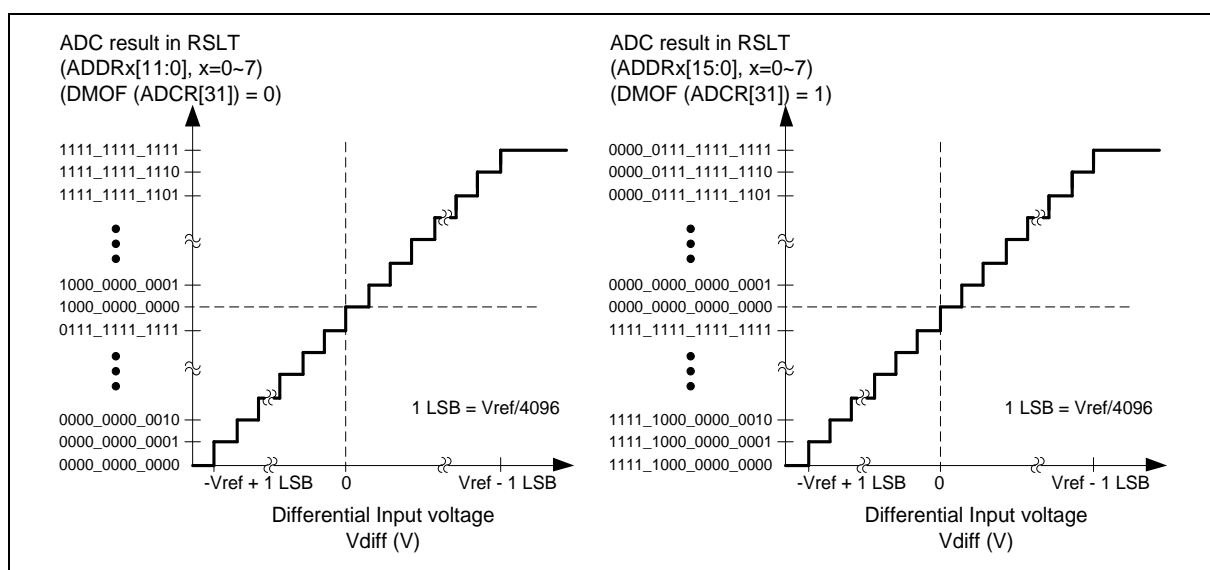 ADC result in RSLT
(ADDRx[11:0], x=0~7)
(DMOF (ADCR[31]) = 0)
1111_1111_1111
1111_1111_1110
1111_1111_1101
1000_0000_0001
1000_0000_0000
0111_1111_1111
0000_0000_0010
0000_0000_0001
0000_0000_0000
1 LSB = Vref/4096
-Vref + 1 LSB
0
Vref - 1 LSB
Differential Input voltage
Vdiff (V)
ADC result in RSLT
(ADDRx[15:0], x=0~7)
(DMOF (ADCR[31]) = 1)
0000_0111_1111_1111
0000_0111_1111_1110
0000_0111_1111_1101
0000_0000_0000_0001
0000_0000_0000_0000
1111_1111_1111_1111
1111_1000_0000_0010
1111_1000_0000_0001
1111_1000_0000_0000
1 LSB = Vref/4096
-Vref + 1 LSB
0
Vref - 1 LSB
Differential Input voltage
Vdiff (V)